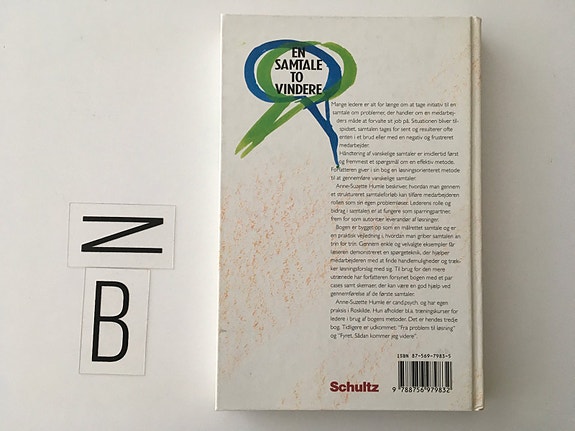 EN
SAMTALE
TO
VINDERE
Mange ledere er alt for længe om at tage initiativ til en
samtale om problemer, der handler om en medarbej-
ders måde at forvalte sit job på. Situationen bliver til-
spidset, samtalen tages for sent og resulterer ofte
enten i et brud eller med en negativ og frustreret
medarbejder.
Håndtering af vanskelige samtaler er imidlertid først
og fremmest et spørgsmål om en effektiv metode.
Forfatteren giver i sin bog en løsningsorienteret metode
til at gennemføre vanskelige samtaler.
Anne-Suzette Humle beskriver, hvordan man gennem
et struktureret samtaleforløb kan tilføre medarbejderen
rollen som sin egen problemløser. Lederens rolle og
bidrag i samtalen er at fungere som sparringpartner,
frem for som autoritær leverandør af løsninger.
Bogen er bygget op som en målrettet samtale og er
en praktisk vejledning i, hvordan man griber samtalen an
trin for trin. Gennem enkle og velvalgte eksempler får
læseren demonstreret en spørgeteknik, der hjælper
medarbejderen med at finde handlemuligheder og træk-
ker løsningsforslag med sig. Til brug for den mere
utrænede har forfatteren forsynet bogen med et par
cases samt skemaer, der kan være en god hjælp ved
gennemførelse af de første samtaler.
Anne-Suzette Humle er cand.psych. og har egen
praksis i Roskilde. Hun afholder bl.a. træningskurser for
ledere i brug af bogens metoder. Det er hendes tredje
bog. Tidligere er udkommet: "Fra problem til løsning"
og "Fyret. Sådan kommer jeg videre".
ISBN 87-569-7983-5
9 788756 979832
Schultz
N
B